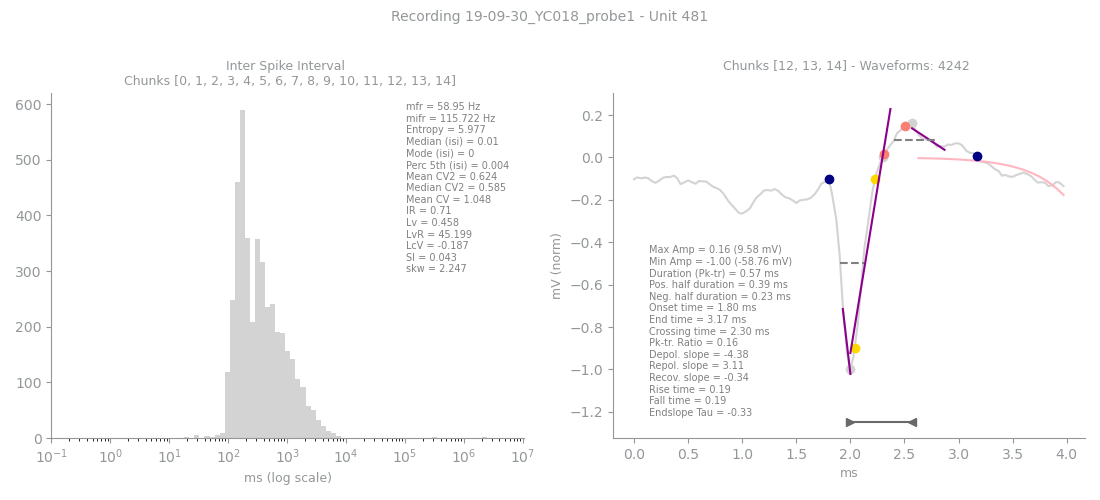 Recording 19-09-30_YC018_probe1 - Unit 481
Inter Spike Interval
Chunks [0, 1, 2, 3, 4, 5, 6, 7, 8, 9, 10, 11, 12, 13, 14]
600
500
400
300
200
100
0
mfr = 58.95 Hz
mifr = 115.722 Hz
Entropy = 5.977
Median (isi) = 0.01
Mode (isi) = 0
Perc 5th (isi) = 0.004
Mean CV2 = 0.624
Median CV2 = 0.585
Mean CV = 1.048
IR = 0.71
Lv = 0.458
LvR = 45.199
LcV = -0.187
SI = 0.043
skw = 2.247
10⁻¹ 10⁰ 10¹ 10² 10³ 10⁴ 10⁵ 10⁶ 10⁷
ms (log scale)
Chunks [12, 13, 14] - Waveforms: 4242
mV (norm)
0.2
0.0
−0.2
−0.4
−0.6
−0.8
−1.0
−1.2
Max Amp = 0.16 (9.58 mV)
Min Amp = -1.00 (-58.76 mV)
Duration (Pk-tr) = 0.57 ms
Pos. half duration = 0.39 ms
Neg. half duration = 0.23 ms
Onset time = 1.80 ms
End time = 3.17 ms
Crossing time = 2.30 ms
Pk-tr. Ratio = 0.16
Depol. slope = -4.38
Repol. slope = 3.11
Recov. slope = -0.34
Rise time = 0.19
Fall time = 0.19
Endslope Tau = -0.33
0.0 0.5 1.0 1.5 2.0 2.5 3.0 3.5 4.0
ms